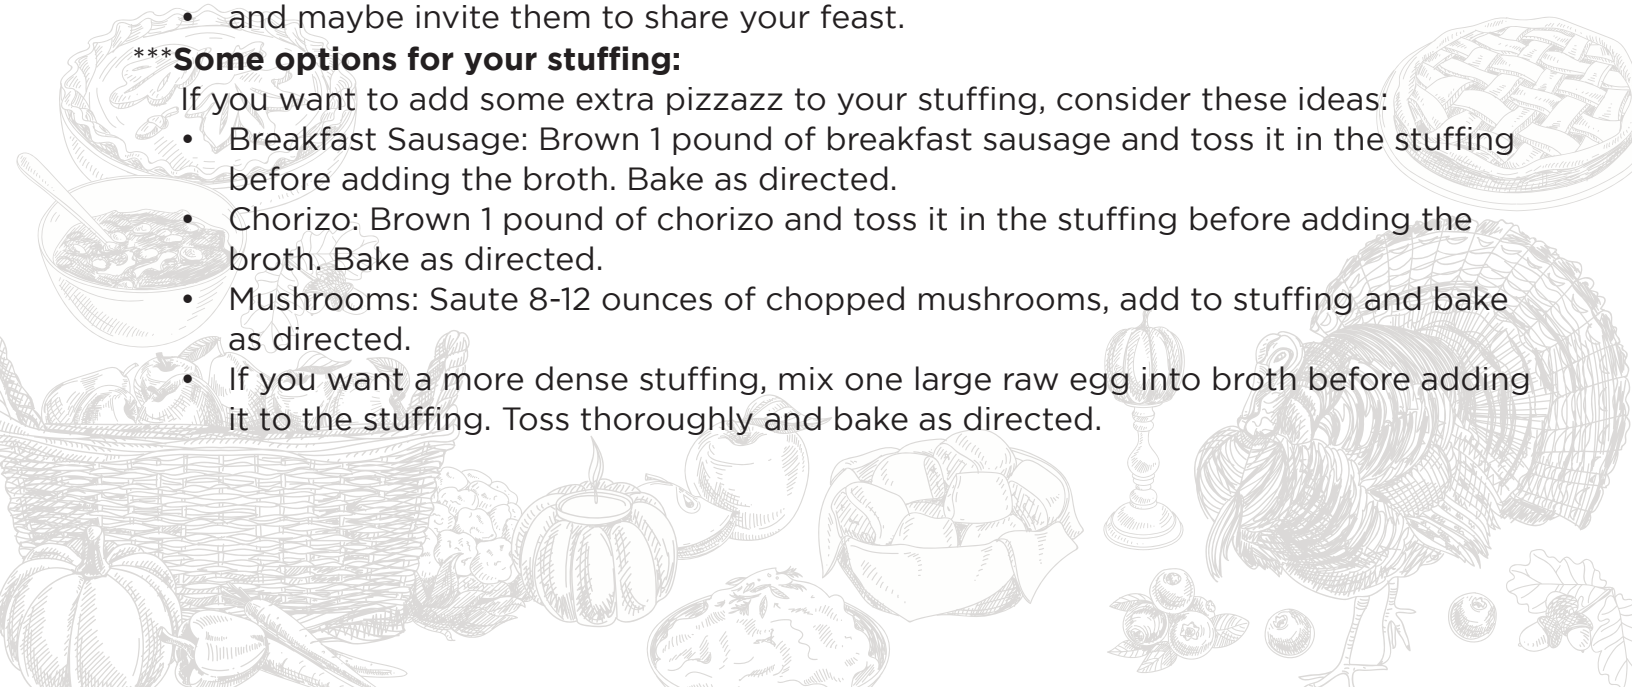 • and maybe invite them to share your feast.
***Some options for your stuffing:
If you want to add some extra pizzazz to your stuffing, consider these ideas:
• Breakfast Sausage: Brown 1 pound of breakfast sausage and toss it in the stuffing
before adding the broth. Bake as directed.
• Chorizo: Brown 1 pound of chorizo and toss it in the stuffing before adding the
broth. Bake as directed.
• Mushrooms: Saute 8-12 ounces of chopped mushrooms, add to stuffing and bake
as directed.
• If you want a more dense stuffing, mix one large raw egg into broth before adding
it to the stuffing. Toss thoroughly and bake as directed.